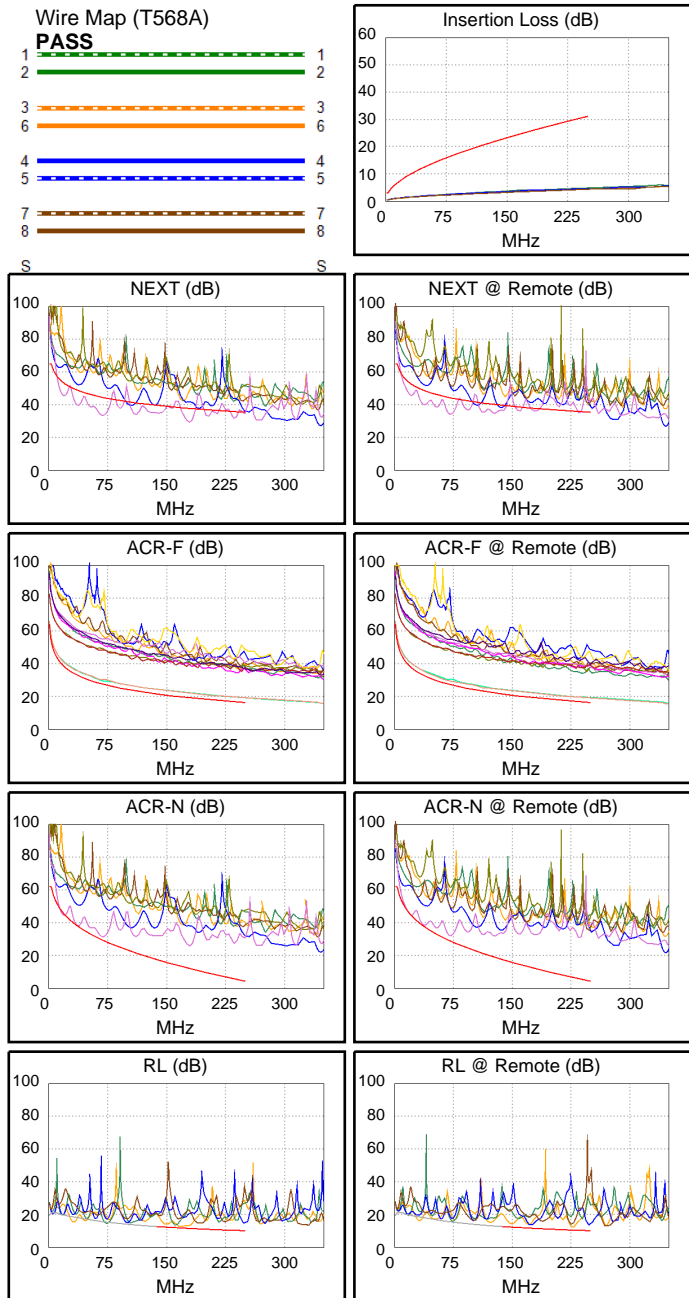 Wire Map (T568A)
PASS
1 1
2 2
3 3
6 6
4 4
5 5
7 7
8 8
S S
Insertion Loss (dB)
60
50
40
30
20
10
0
0 75 150 225 300
MHz
NEXT (dB)
100
80
60
40
20
0
0 75 150 225 300
MHz
NEXT @ Remote (dB)
100
80
60
40
20
0
0 75 150 225 300
MHz
ACR-F (dB)
100
80
60
40
20
0
0 75 150 225 300
MHz
ACR-F @ Remote (dB)
100
80
60
40
20
0
0 75 150 225 300
MHz
ACR-N (dB)
100
80
60
40
20
0
0 75 150 225 300
MHz
ACR-N @ Remote (dB)
100
80
60
40
20
0
0 75 150 225 300
MHz
RL (dB)
100
80
60
40
20
0
0 75 150 225 300
MHz
RL @ Remote (dB)
100
80
60
40
20
0
0 75 150 225 300
MHz